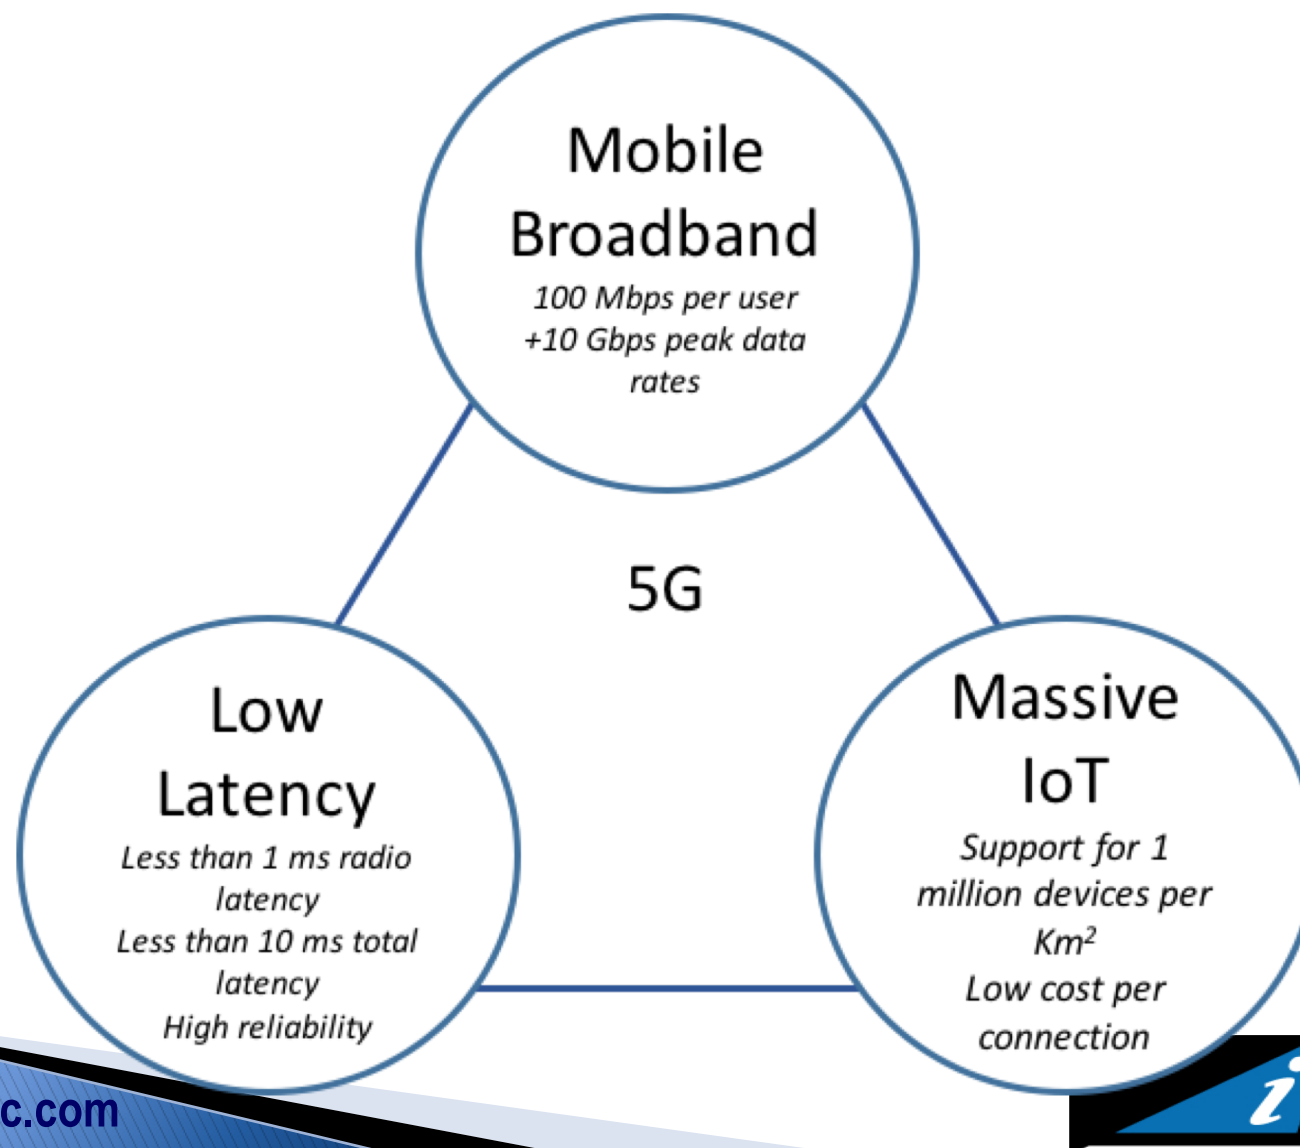 Mobile
Broadband
100 Mbps per user
+10 Gbps peak data
rates
5G
Low
Latency
Less than 1 ms radio
latency
Less than 10 ms total
latency
High reliability
Massive
IoT
Support for 1
million devices per
Km²
Low cost per
connection
c.com
i